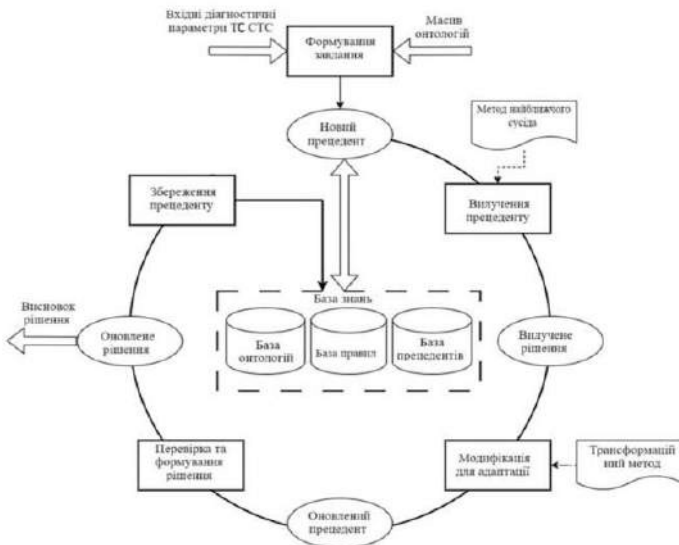 Вхідні діагностичні
параметри ТС СТС
Формування
завдання
Масив
онтологій
Новий
прецедент
Метод найближчого
сусіда
Збереження
прецеденту
Вилучення
прецеденту
База знань
База
онтологій
База правил
База
прецедентів
Висновок
рішення
Оновлене
рішення
Вилучене
рішення
Перевірка та
формування
рішення
Модифікація
для адаптації
Трансформацій
ний метод
Оновлений
прецедент